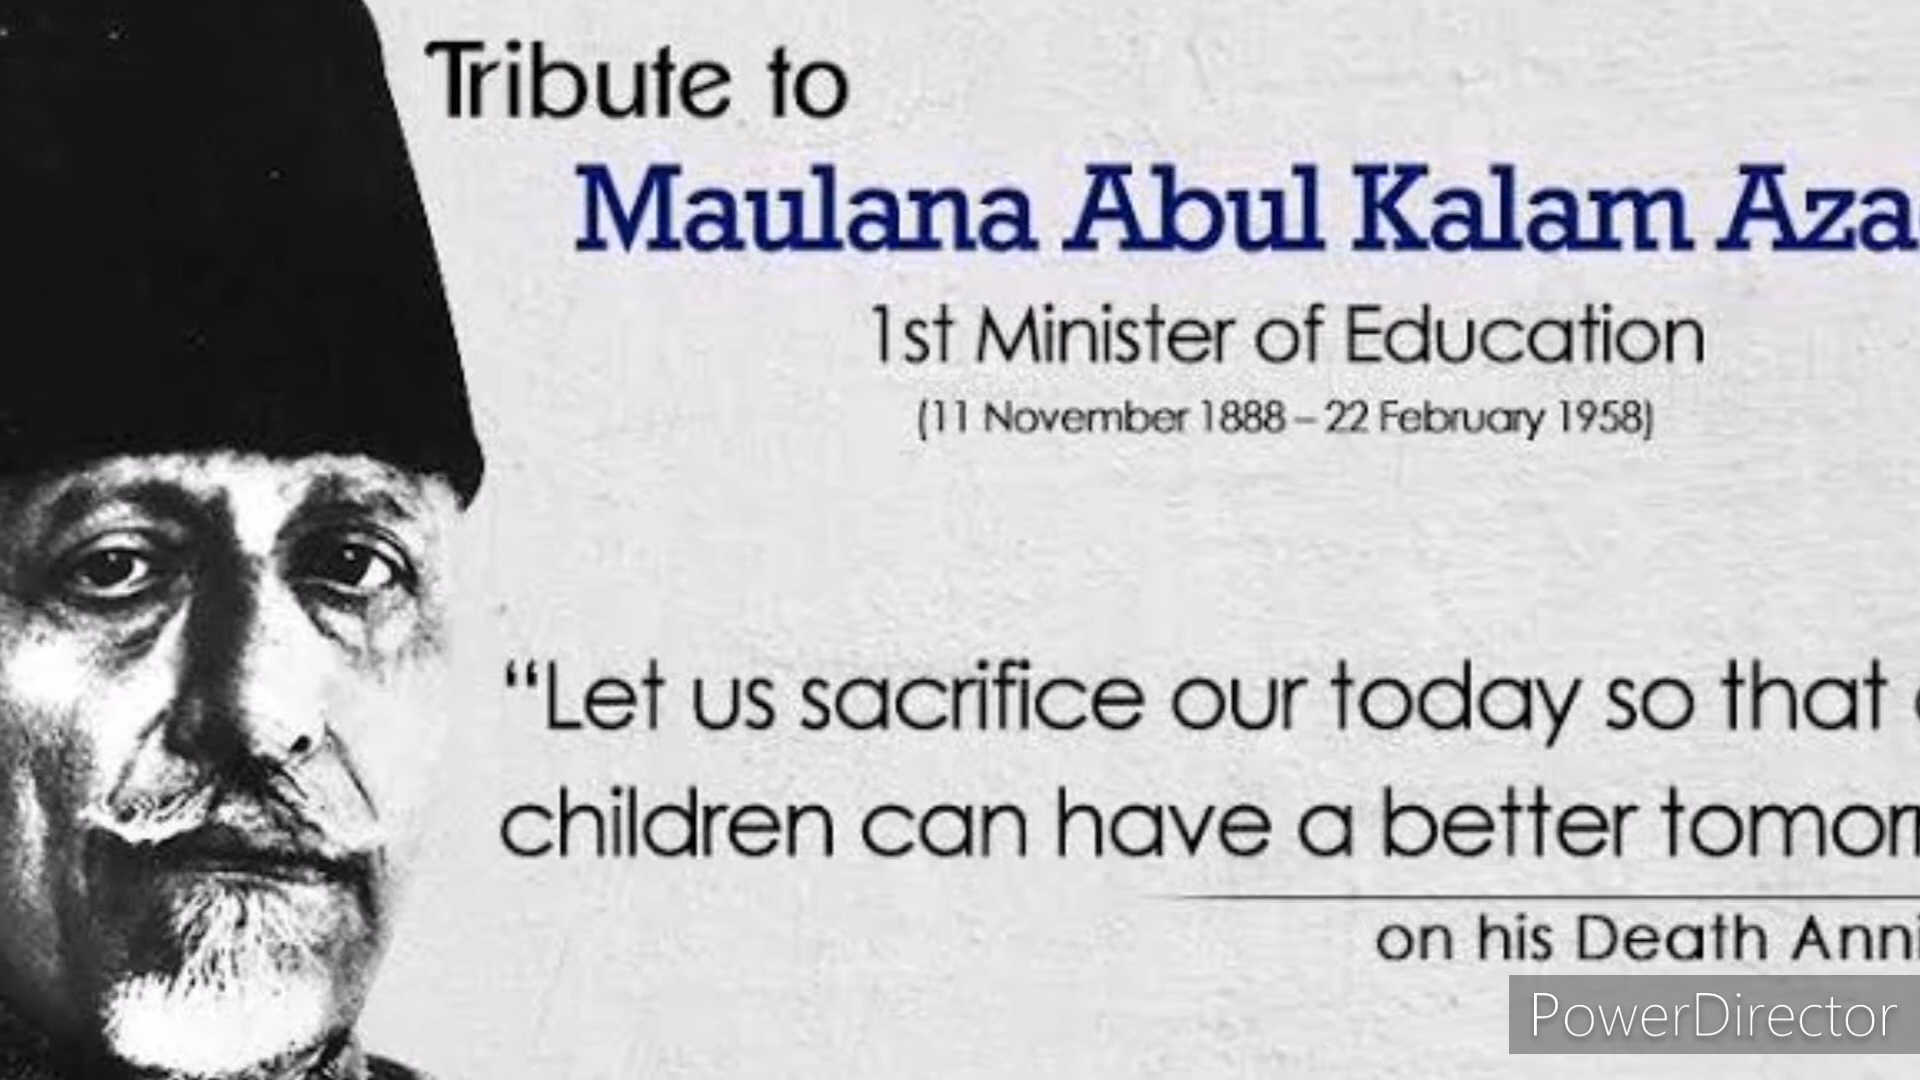 Tribute to
Maulana Abul Kalam Aza
1st Minister of Education
(11 November 1888 – 22 February 1958)
“Let us sacrifice our today so that
children can have a better tomorr
on his Death Anni
PowerDirector